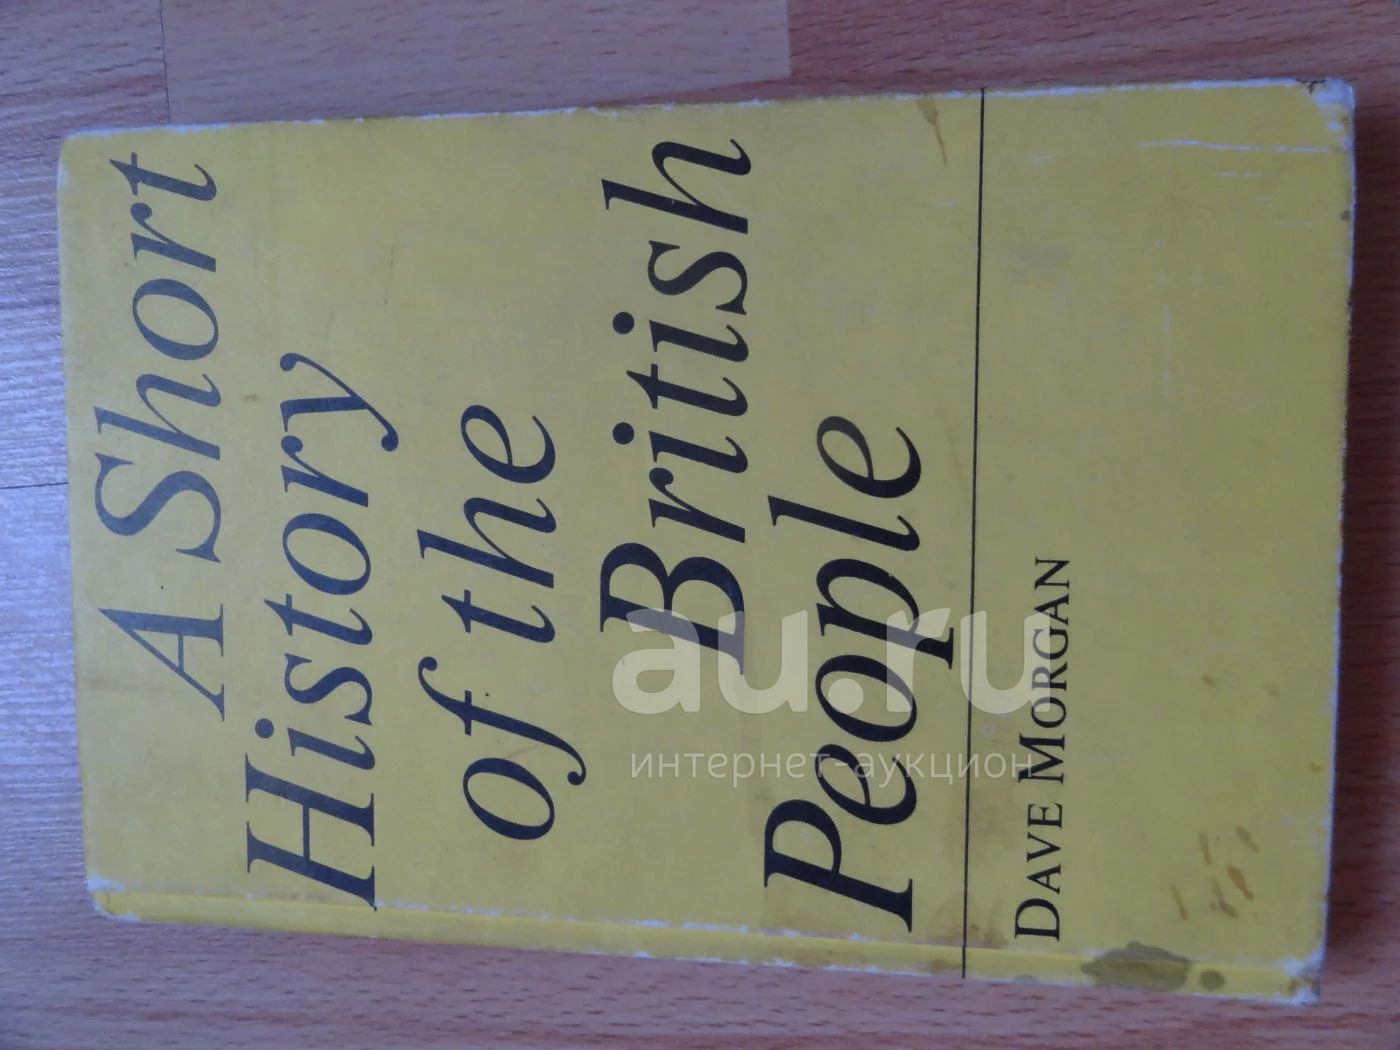 A Short
History
of the
British
People
DAVE MORGAN
au.ru
интернет-аукцион